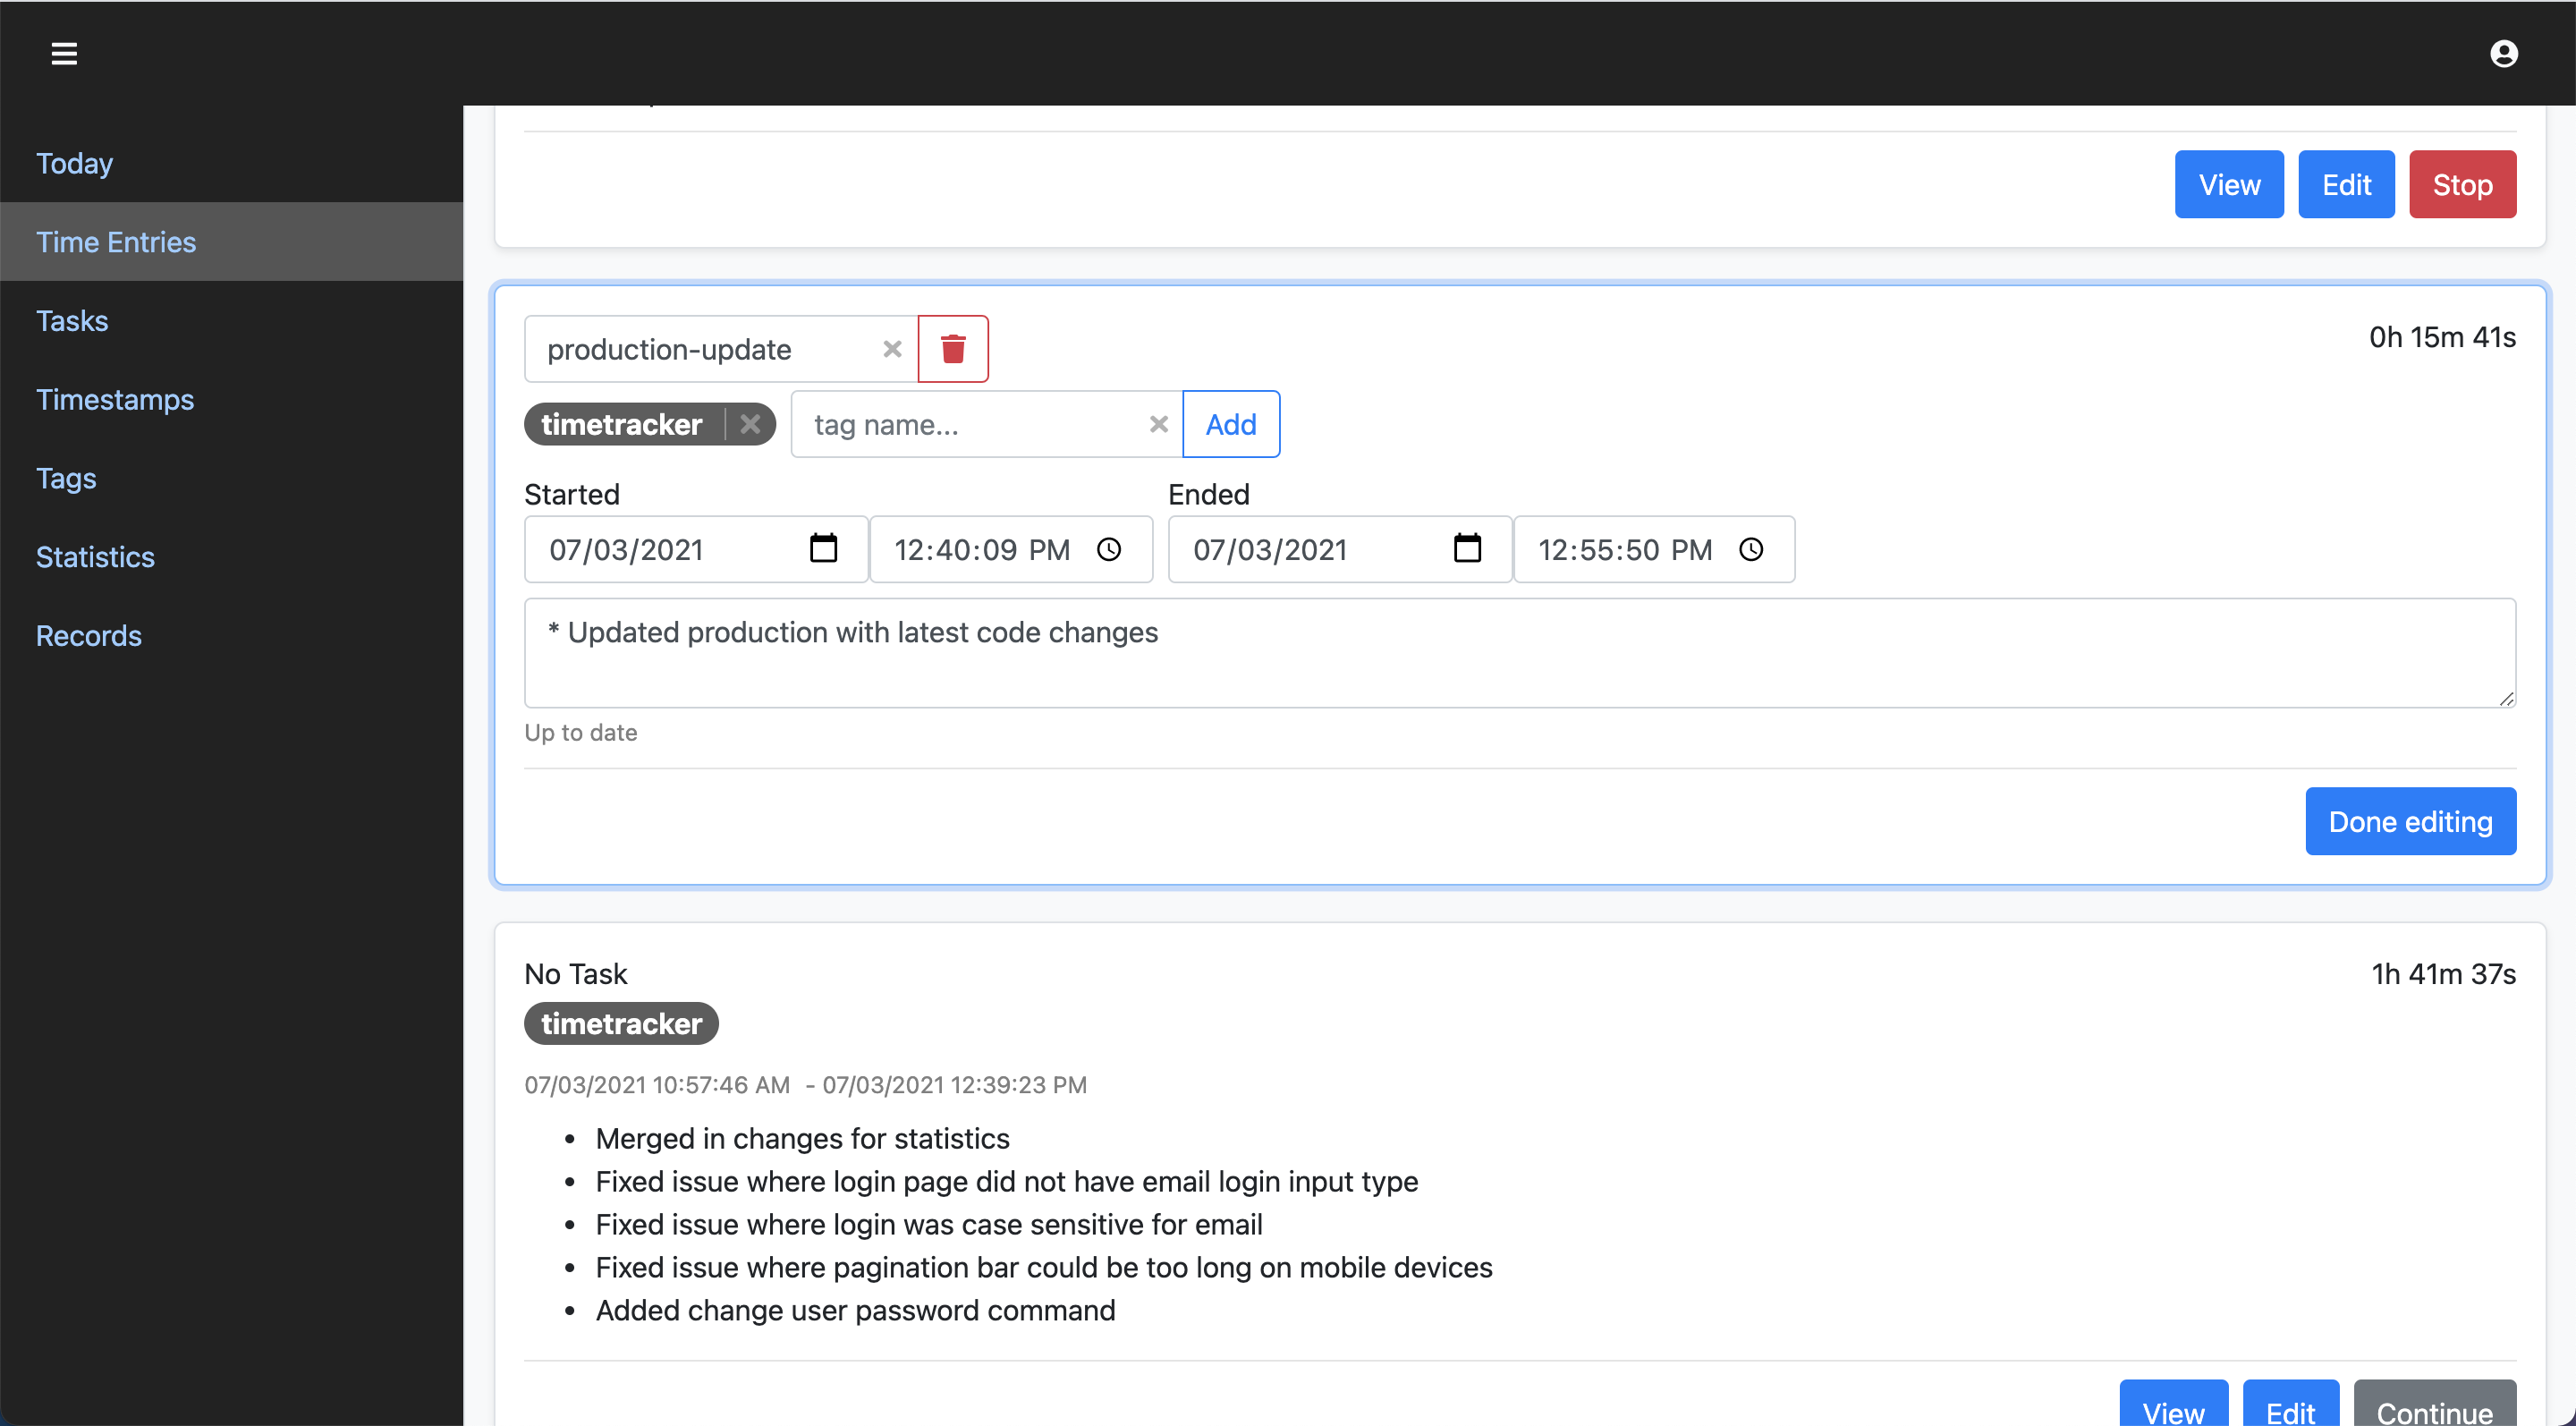 Today
Time Entries
Tasks
Timestamps
Tags
Statistics
Records
View Edit Stop
production-update
0h 15m 41s
timetracker tag name... Add
Started Ended
07/03/2021 12:40:09 PM 07/03/2021 12:55:50 PM
* Updated production with latest code changes
Up to date
Done editing
No Task 1h 41m 37s
timetracker
07/03/2021 10:57:46 AM - 07/03/2021 12:39:23 PM
• Merged in changes for statistics
• Fixed issue where login page did not have email login input type
• Fixed issue where login was case sensitive for email
• Fixed issue where pagination bar could be too long on mobile devices
• Added change user password command
View Edit Continue